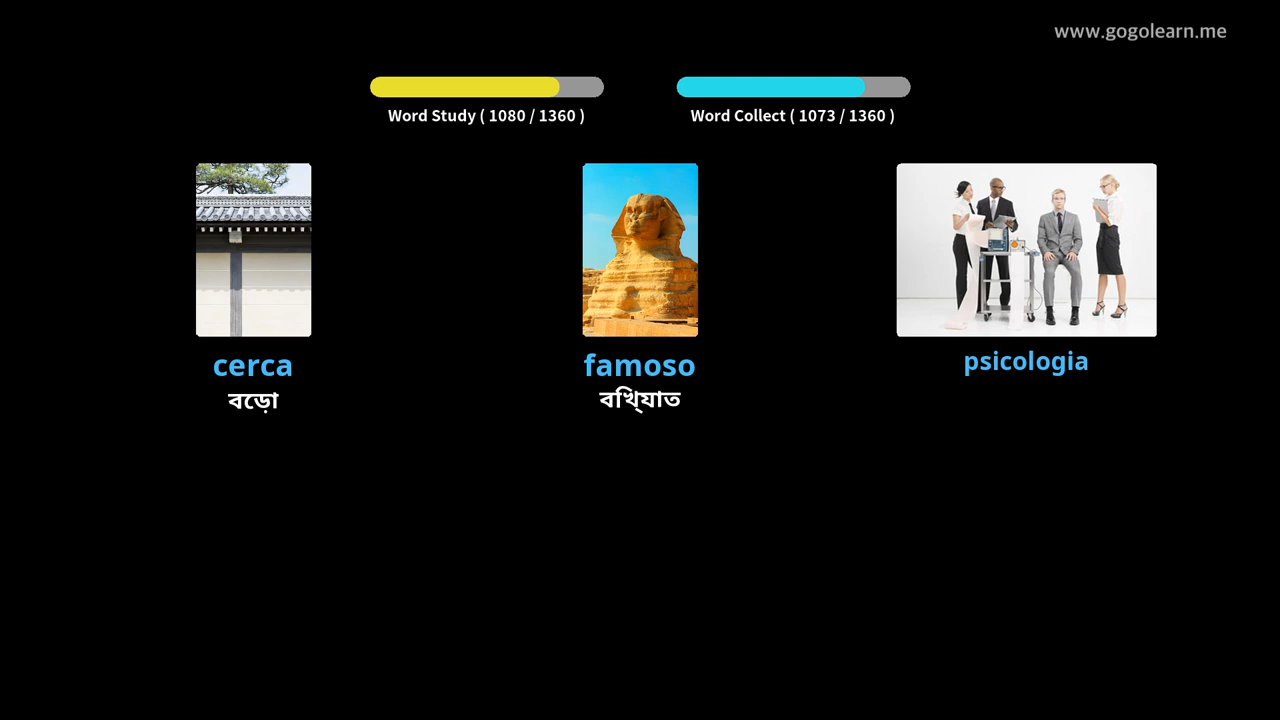 www.gogolearn.me
Word Study ( 1080 / 1360 )
Word Collect ( 1073 / 1360 )
cerca
বড়ো
famoso
বিখ্যাত
psicologia